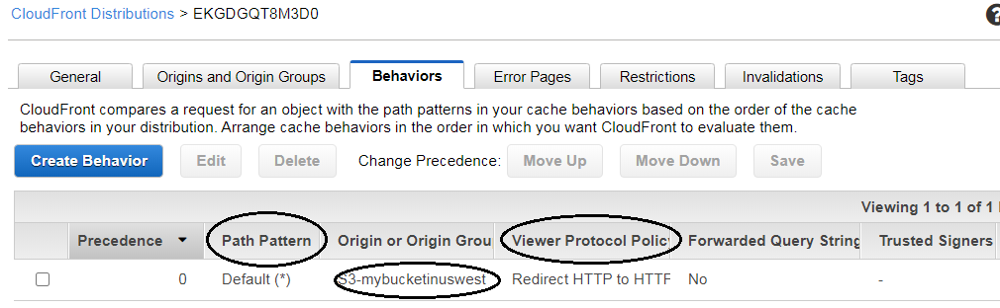 CloudFront Distributions > EKGDGQT8M3D0
General Origins and Origin Groups Behaviors Error Pages Restrictions Invalidations Tags
CloudFront compares a request for an object with the path patterns in your cache behaviors based on the order of the cache
behaviors in your distribution. Arrange cache behaviors in the order in which you want CloudFront to evaluate them.
Create Behavior Edit Delete Change Precedence: Move Up Move Down Save
Viewing 1 to 1 of 1
Precedence Path Pattern Origin or Origin Grou Viewer Protocol Polic Forwarded Query String Trusted Signers
0 Default (*) S3-mybucketinuswest Redirect HTTP to HTTP No -